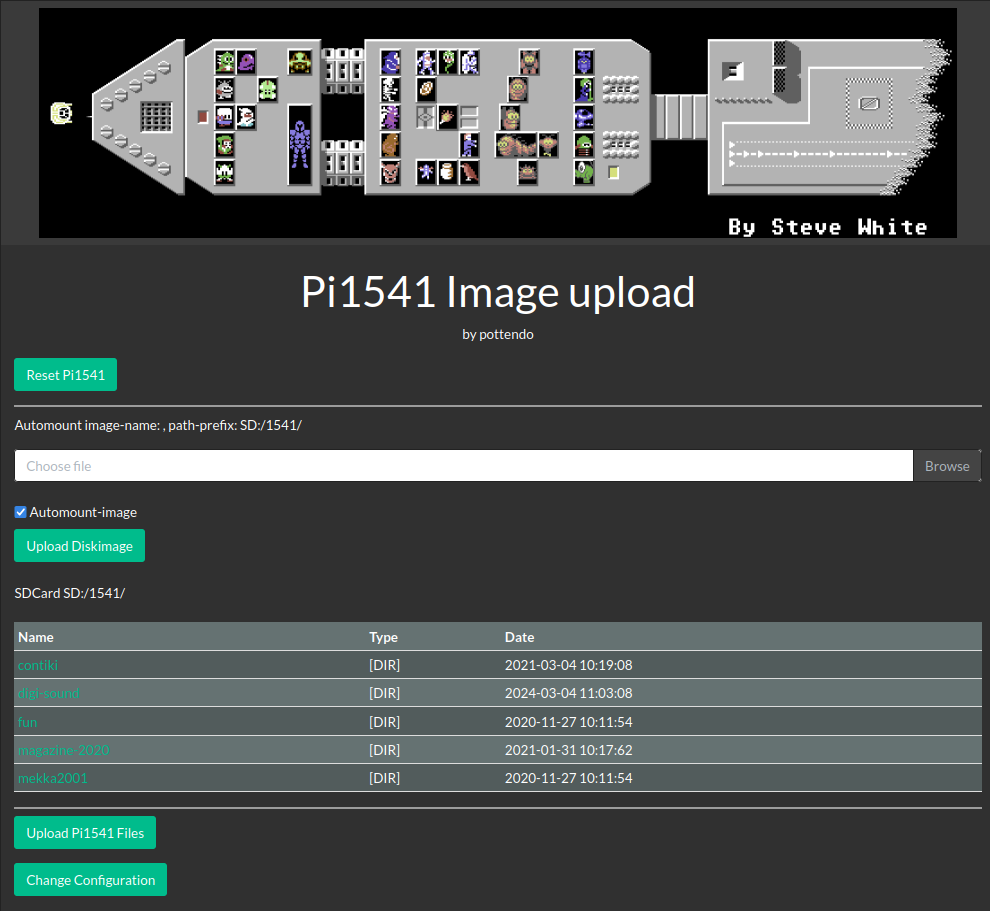 By Steve White
Pi1541 Image upload
by pottendo
Reset Pi1541
Automount image-name: , path-prefix: SD:/1541/
Choose file Browse
Automount-image
Upload Diskimage
SDCard SD:/1541/
Name Type Date
contiki [DIR] 2021-03-04 10:19:08
digi-sound [DIR] 2024-03-04 11:03:08
fun [DIR] 2020-11-27 10:11:54
magazine-2020 [DIR] 2021-01-31 10:17:62
mekka2001 [DIR] 2020-11-27 10:11:54
Upload Pi1541 Files
Change Configuration